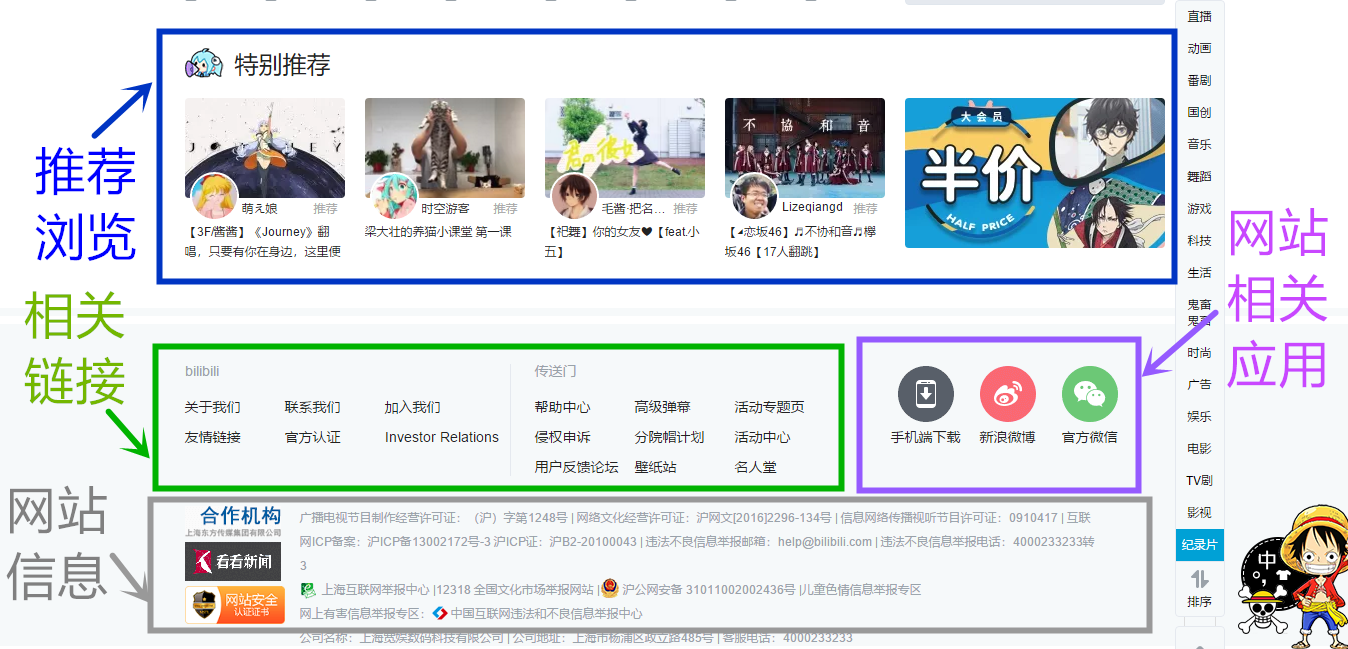 特别推荐
推荐
浏览
不 協 和 音
君の彼女
JOURNEY
大会员
半价
HALF PRICE
萌え娘 推荐
【3F/酱酱】《Journey》翻
唱，只要有你在身边，这里便
时空游客 推荐
梁大壮的养猫小课堂 第一课
毛酱·把名... 推荐
【祀舞】你的女友❤【feat.小
五】
Lizeqiangd 推荐
恋坂46】♬不协和音♬欅
坂46【17人翻跳】
相关
链接
bilibili
关于我们 联系我们 加入我们
友情链接 官方认证 Investor Relations
传送门
帮助中心 高级弹幕 活动专题页
侵权申诉 分院帽计划 活动中心
用户反馈论坛 壁纸站 名人堂
网站
相关
应用
手机端下载 新浪微博 官方微信
网站
信息
合作机构
上海东方传媒集团有限公司
看看新闻
网站安全
认证证书
广播电视节目制作经营许可证：（沪）字第1248号 | 网络文化经营许可证：沪网文[2016]2296-134号 | 信息网络传播视听节目许可证：0910417 | 互联
网ICP备案：沪ICP备13002172号-3 沪ICP证：沪B2-20100043 | 违法不良信息举报邮箱：help@bilibili.com | 违法不良信息举报电话：4000233233转
3
上海互联网举报中心 |12318 全国文化市场举报网站 | 沪公网安备 31011002002436号 |儿童色情信息举报专区
网上有害信息举报专区： 中国互联网违法和不良信息举报中心
公司名称：上海宽娱数码科技有限公司 | 公司地址：上海市杨浦区政立路485号 | 客服电话：4000233233
直播
动画
番剧
国创
音乐
舞蹈
游戏
科技
生活
鬼畜
鬼畜
时尚
广告
娱乐
电影
TV剧
影视
纪录片
排序
中